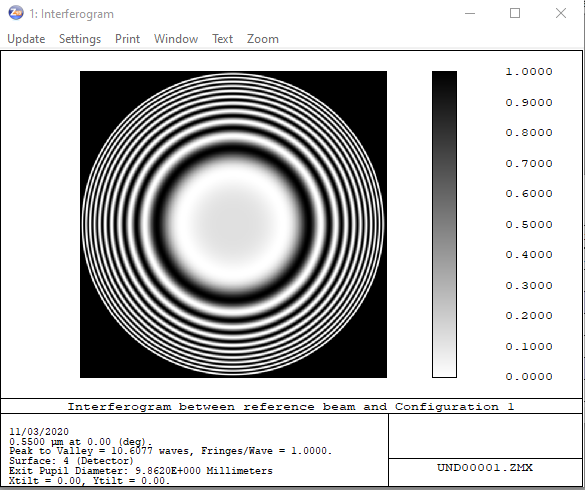 1: Interferogram
Update Settings Print Window Text Zoom
1.0000
0.9000
0.8000
0.7000
0.6000
0.5000
0.4000
0.3000
0.2000
0.1000
0.0000
Interferogram between reference beam and Configuration 1
11/03/2020
0.5500 µm at 0.00 (deg).
Peak to Valley = 10.6077 waves, Fringes/Wave = 1.0000.
Surface: 4 (Detector)
Exit Pupil Diameter: 9.8620E+000 Millimeters
Xtilt = 0.00, Ytilt = 0.00.
UND00001.ZMX